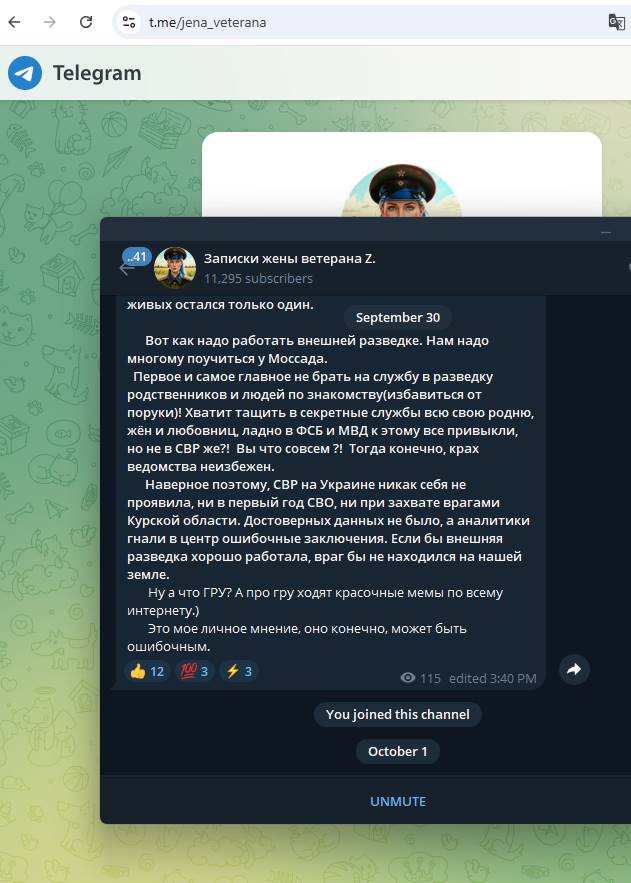 t.me/jena_veterana
Telegram
..41
Записки жены ветерана Z.
11,295 subscribers
живых остался только один.
September 30
Вот как надо работать внешней разведке. Нам надо
многому поучиться у Моссада.
Первое и самое главное не брать на службу в разведку
родственников и людей по знакомству(избавиться от
поруки)! Хватит тащить в секретные службы всю свою родню,
жён и любовниц, ладно в ФСБ и МВД к этому все привыкли,
но не в СВР же?! Вы что совсем ?! Тогда конечно, крах
ведомства неизбежен.
Наверное поэтому, СВР на Украине никак себя не
проявила, ни в первый год СВО, ни при захвате врагами
Курской области. Достоверных данных не было, а аналитики
гнали в центр ошибочные заключения. Если бы внешняя
разведка хорошо работала, враг бы не находился на нашей
земле.
Ну а что ГРУ? А про гру ходят красочные мемы по всему
интернету.)
Это мое личное мнение, оно конечно, может быть
ошибочным.
👍 12 💯 3 ⚡ 3
115 edited 3:40 PM
You joined this channel
October 1
UNMUTE